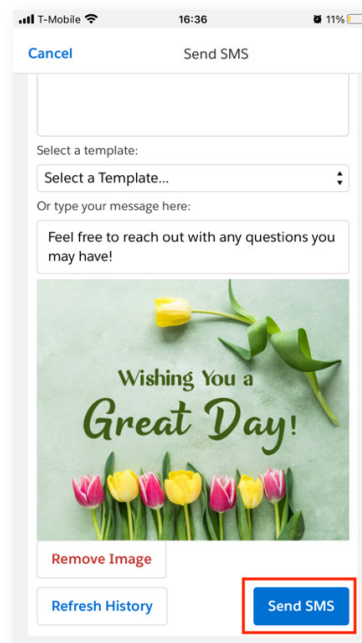 T-Mobile 16:36 11%
Cancel Send SMS
Select a template:
Select a Template...
Or type your message here:
Feel free to reach out with any questions you
may have!
Wishing You a
Great Day!
Remove Image
Refresh History Send SMS